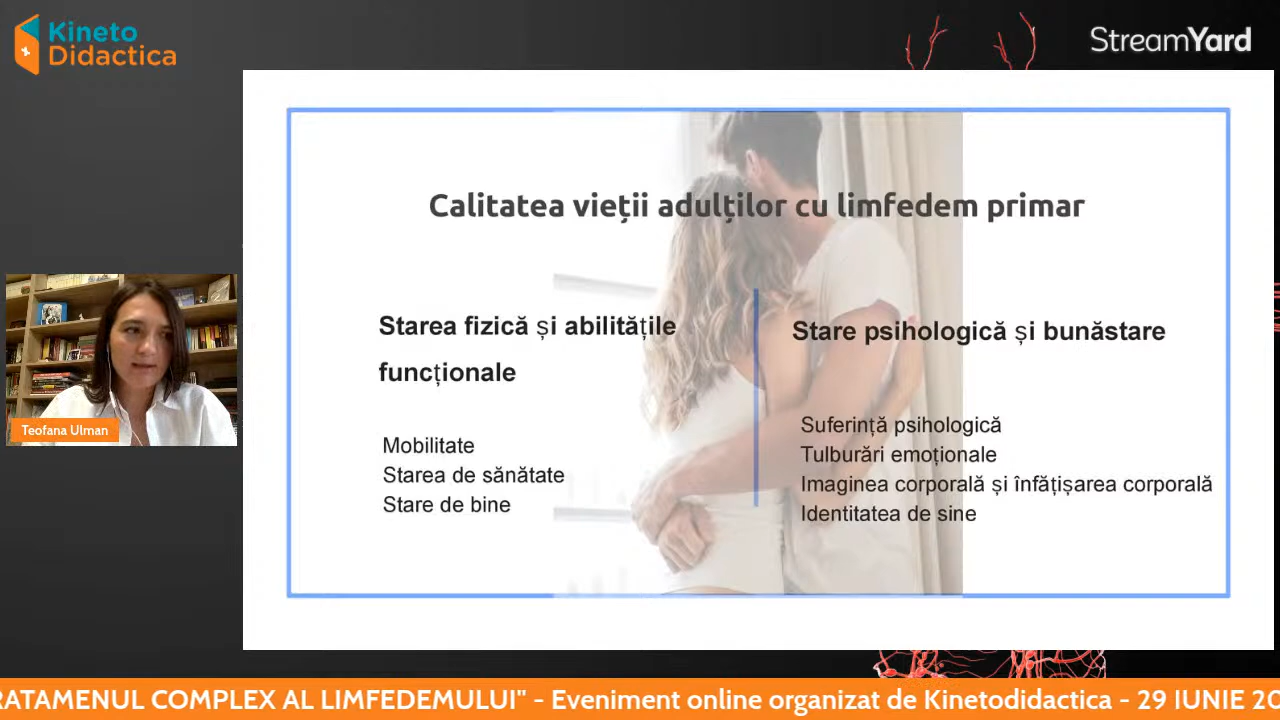 Kineto
Didactica
StreamYard
Calitatea vieții adulților cu limfedem primar
Starea fizică și abilitățile
funcționale
Mobilitate
Starea de sănătate
Stare de bine
Stare psihologică și bunăstare
Suferință psihologică
Tulburări emoționale
Imaginea corporală și înfățișarea corporală
Identitatea de sine
Teofana Ulman
RATAMENUL COMPLEX AL LIMFEDEMULUI" - Eveniment online organizat de Kinetodidactica - 29 IUNIE 20